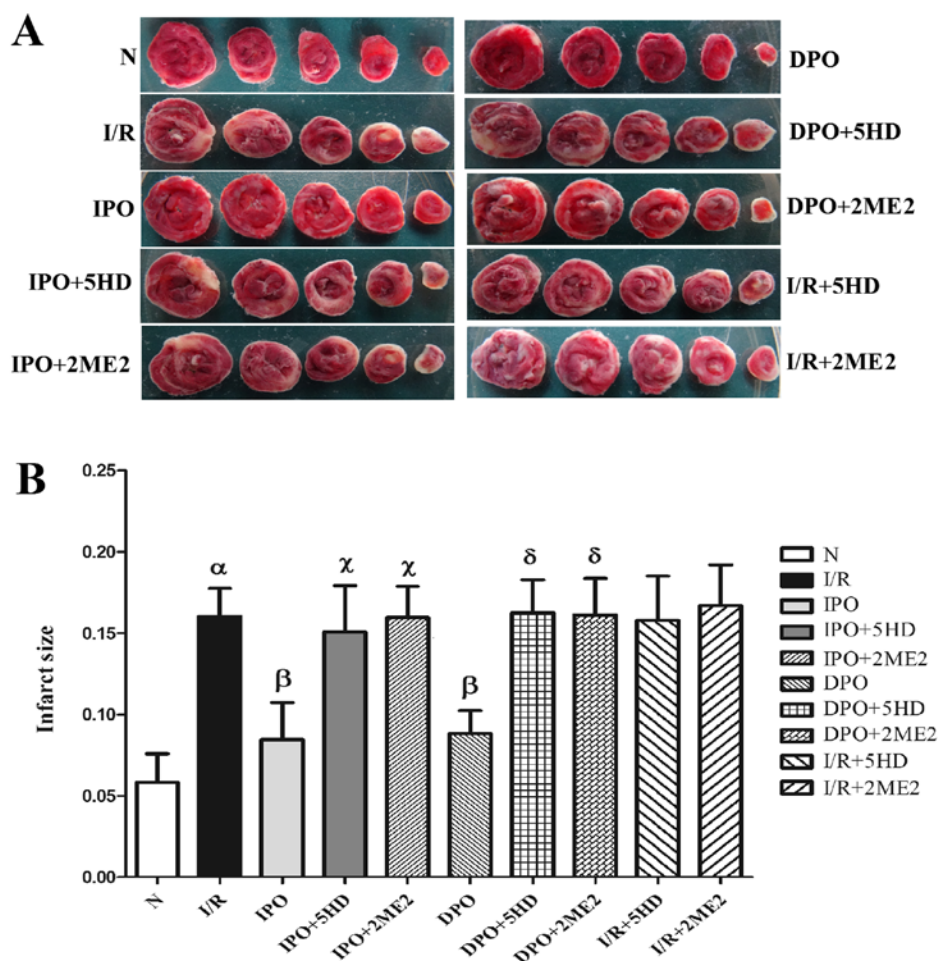 A
N
I/R
IPO
IPO+5HD
IPO+2ME2
DPO
DPO+5HD
DPO+2ME2
I/R+5HD
I/R+2ME2
B
Infarct size
0.25
0.20
0.15
0.10
0.05
0.00
α
β
χ
χ
β
δ
δ
N
I/R
IPO
IPO+5HD
IPO+2ME2
DPO
DPO+5HD
DPO+2ME2
I/R+5HD
I/R+2ME2
N
I/R
IPO
IPO+5HD
IPO+2ME2
DPO
DPO+5HD
DPO+2ME2
I/R+5HD
I/R+2ME2